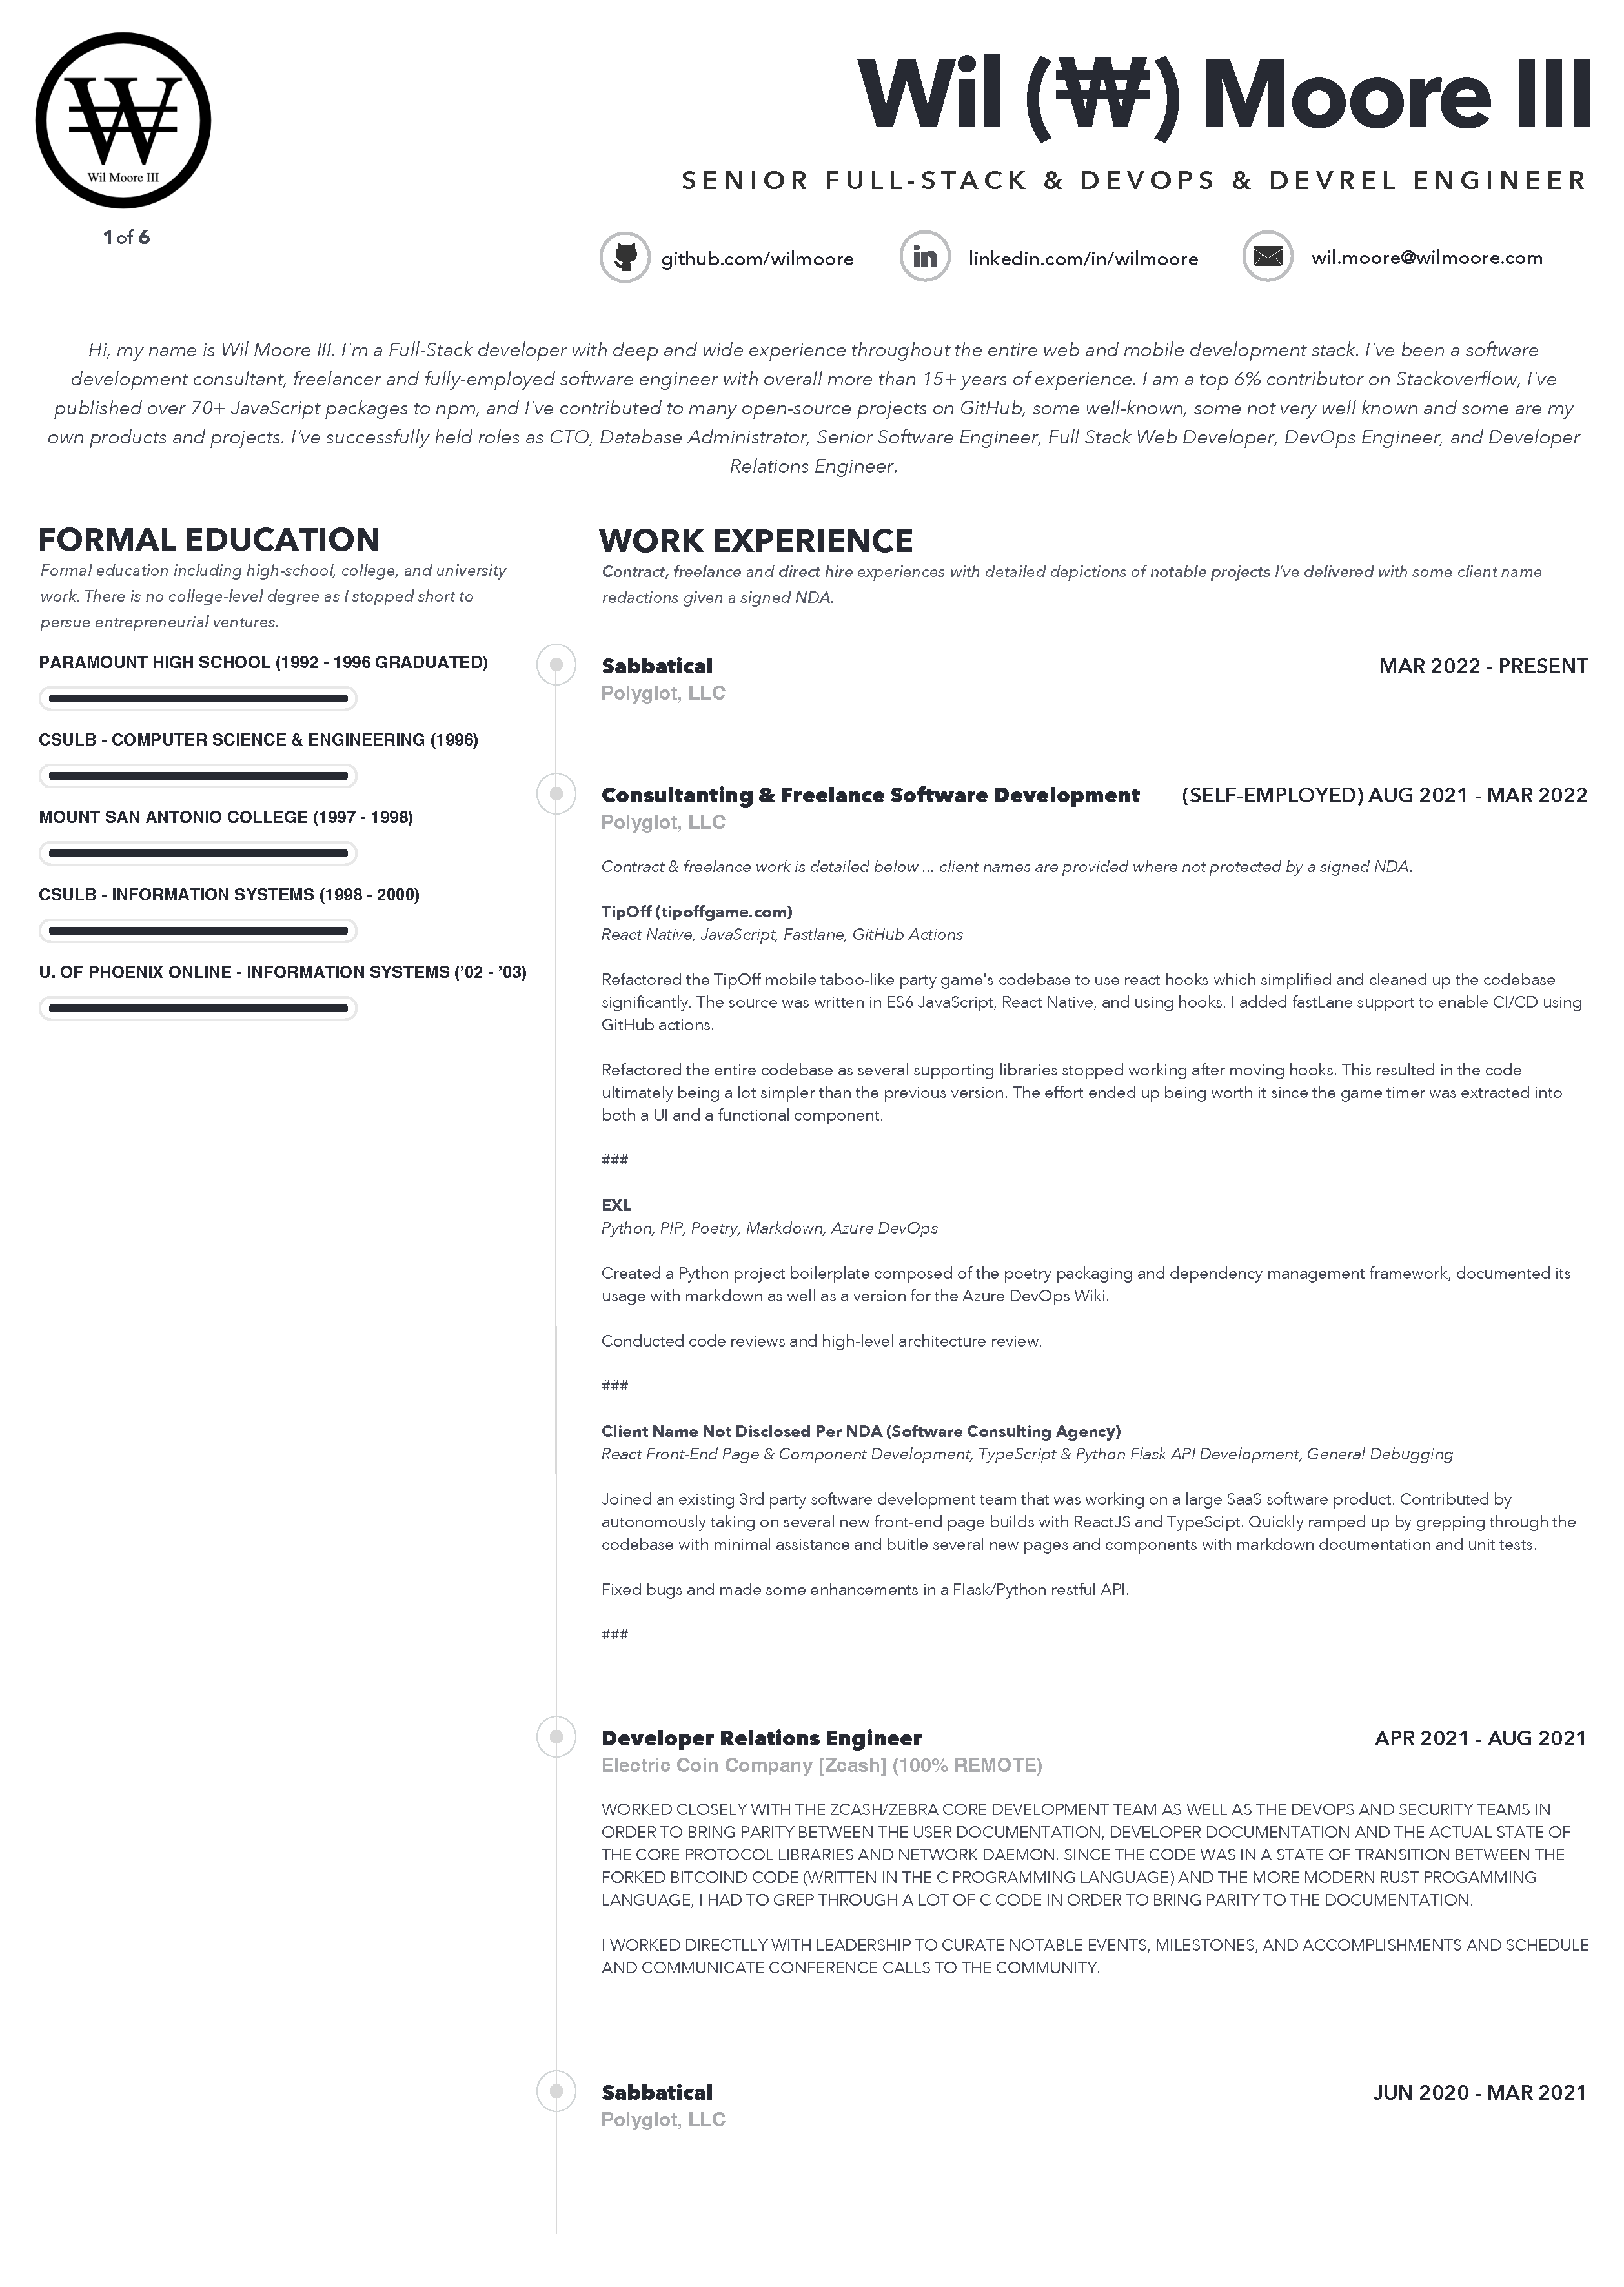 W
Wil Moore III
1 of 6
Wil (₩) Moore III
SENIOR FULL-STACK & DEVOPS & DEVREL ENGINEER
github.com/wilmoore
linkedin.com/in/wilmoore
wil.moore@wilmoore.com
Hi, my name is Wil Moore III. I'm a Full-Stack developer with deep and wide experience throughout the entire web and mobile development stack. I've been a software
development consultant, freelancer and fully-employed software engineer with overall more than 15+ years of experience. I am a top 6% contributor on Stackoverflow, I've
published over 70+ JavaScript packages to npm, and I've contributed to many open-source projects on GitHub, some well-known, some not very well known and some are my
own products and projects. I've successfully held roles as CTO, Database Administrator, Senior Software Engineer, Full Stack Web Developer, DevOps Engineer, and Developer
Relations Engineer.
FORMAL EDUCATION
Formal education including high-school, college, and university
work. There is no college-level degree as I stopped short to
persue entrepreneurial ventures.
PARAMOUNT HIGH SCHOOL (1992 - 1996 GRADUATED)
CSULB - COMPUTER SCIENCE & ENGINEERING (1996)
MOUNT SAN ANTONIO COLLEGE (1997 - 1998)
CSULB - INFORMATION SYSTEMS (1998 - 2000)
U. OF PHOENIX ONLINE - INFORMATION SYSTEMS (’02 - ’03)
WORK EXPERIENCE
Contract, freelance and direct hire experiences with detailed depictions of notable projects I’ve delivered with some client name
redactions given a signed NDA.
Sabbatical MAR 2022 - PRESENT
Polyglot, LLC
Consultanting & Freelance Software Development (SELF-EMPLOYED) AUG 2021 - MAR 2022
Polyglot, LLC
Contract & freelance work is detailed below ... client names are provided where not protected by a signed NDA.
TipOff (tipoffgame.com)
React Native, JavaScript, Fastlane, GitHub Actions
Refactored the TipOff mobile taboo-like party game's codebase to use react hooks which simplified and cleaned up the codebase
significantly. The source was written in ES6 JavaScript, React Native, and using hooks. I added fastLane support to enable CI/CD using
GitHub actions.
Refactored the entire codebase as several supporting libraries stopped working after moving hooks. This resulted in the code
ultimately being a lot simpler than the previous version. The effort ended up being worth it since the game timer was extracted into
both a UI and a functional component.
###
EXL
Python, PIP, Poetry, Markdown, Azure DevOps
Created a Python project boilerplate composed of the poetry packaging and dependency management framework, documented its
usage with markdown as well as a version for the Azure DevOps Wiki.
Conducted code reviews and high-level architecture review.
###
Client Name Not Disclosed Per NDA (Software Consulting Agency)
React Front-End Page & Component Development, TypeScript & Python Flask API Development, General Debugging
Joined an existing 3rd party software development team that was working on a large SaaS software product. Contributed by
autonomously taking on several new front-end page builds with ReactJS and TypeScipt. Quickly ramped up by grepping through the
codebase with minimal assistance and buitle several new pages and components with markdown documentation and unit tests.
Fixed bugs and made some enhancements in a Flask/Python restful API.
###
Developer Relations Engineer APR 2021 - AUG 2021
Electric Coin Company [Zcash] (100% REMOTE)
WORKED CLOSELY WITH THE ZCASH/ZEBRA CORE DEVELOPMENT TEAM AS WELL AS THE DEVOPS AND SECURITY TEAMS IN
ORDER TO BRING PARITY BETWEEN THE USER DOCUMENTATION, DEVELOPER DOCUMENTATION AND THE ACTUAL STATE OF
THE CORE PROTOCOL LIBRARIES AND NETWORK DAEMON. SINCE THE CODE WAS IN A STATE OF TRANSITION BETWEEN THE
FORKED BITCOIND CODE (WRITTEN IN THE C PROGRAMMING LANGUAGE) AND THE MORE MODERN RUST PROGAMMING
LANGUAGE, I HAD TO GREP THROUGH A LOT OF C CODE IN ORDER TO BRING PARITY TO THE DOCUMENTATION.
I WORKED DIRECTLLY WITH LEADERSHIP TO CURATE NOTABLE EVENTS, MILESTONES, AND ACCOMPLISHMENTS AND SCHEDULE
AND COMMUNICATE CONFERENCE CALLS TO THE COMMUNITY.
Sabbatical JUN 2020 - MAR 2021
Polyglot, LLC